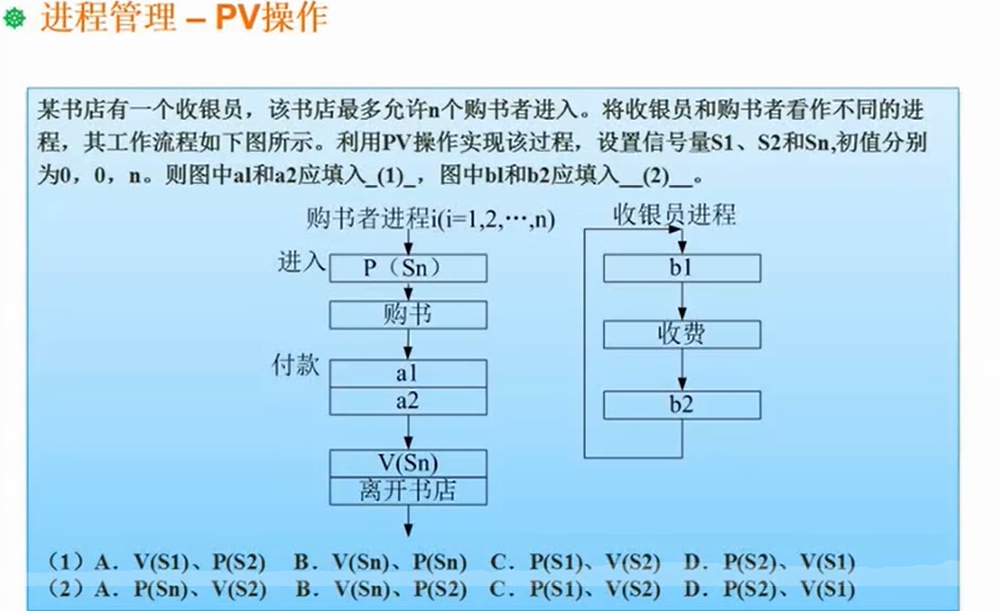 进程管理 – PV操作
某书店有一个收银员，该书店最多允许n个购书者进入。将收银员和购书者看作不同的进
程，其工作流程如下图所示。利用PV操作实现该过程，设置信号量S1、S2和Sn,初值分别
为0，0，n。则图中a1和a2应填入_(1)_，图中b1和b2应填入__(2)__。
购书者进程i(i=1,2,⋯,n)
收银员进程
进入
P（Sn）
b1
购书
收费
付款
a1
a2
b2
V(Sn)
离开书店
（1）A．V(S1)、P(S2) B．V(Sn)、P(Sn) C．P(S1)、V(S2) D．P(S2)、V(S1)
（2）A．P(Sn)、V(S2) B．V(Sn)、P(S2) C．P(S1)、V(S2) D．P(S2)、V(S1)